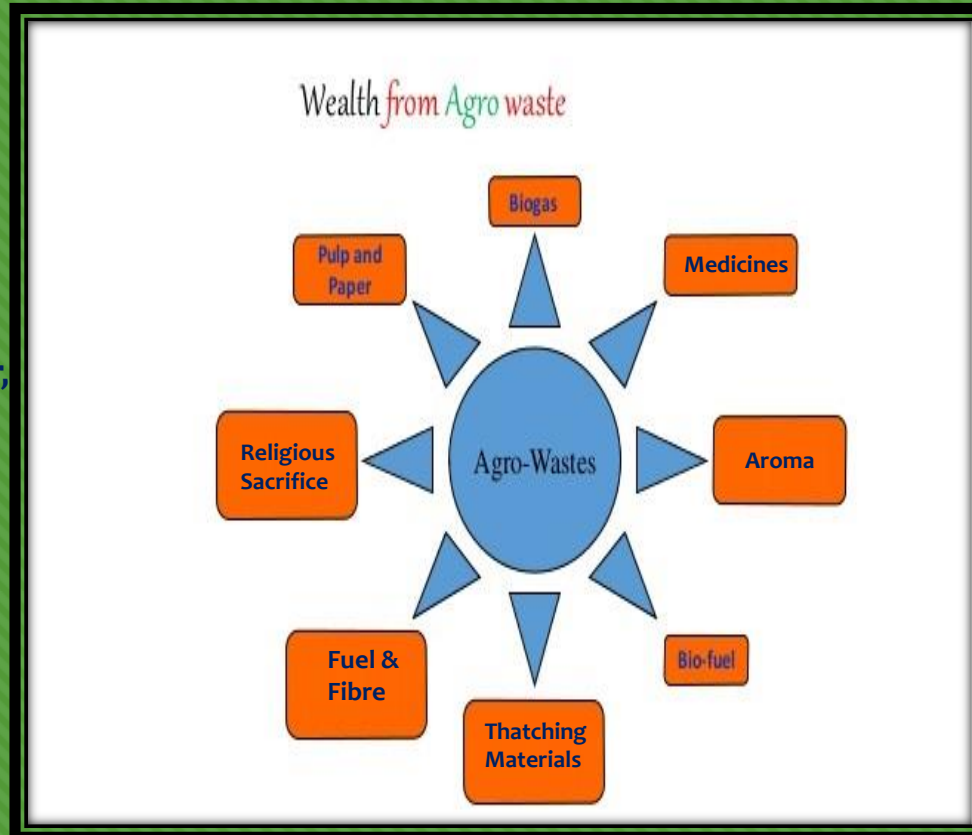 Wealth from Agro waste
Biogas
Pulp and
Paper
Medicines
Religious
Sacrifice
Agro-Wastes
Aroma
Fuel &
Fibre
Bio-fuel
Thatching
Materials